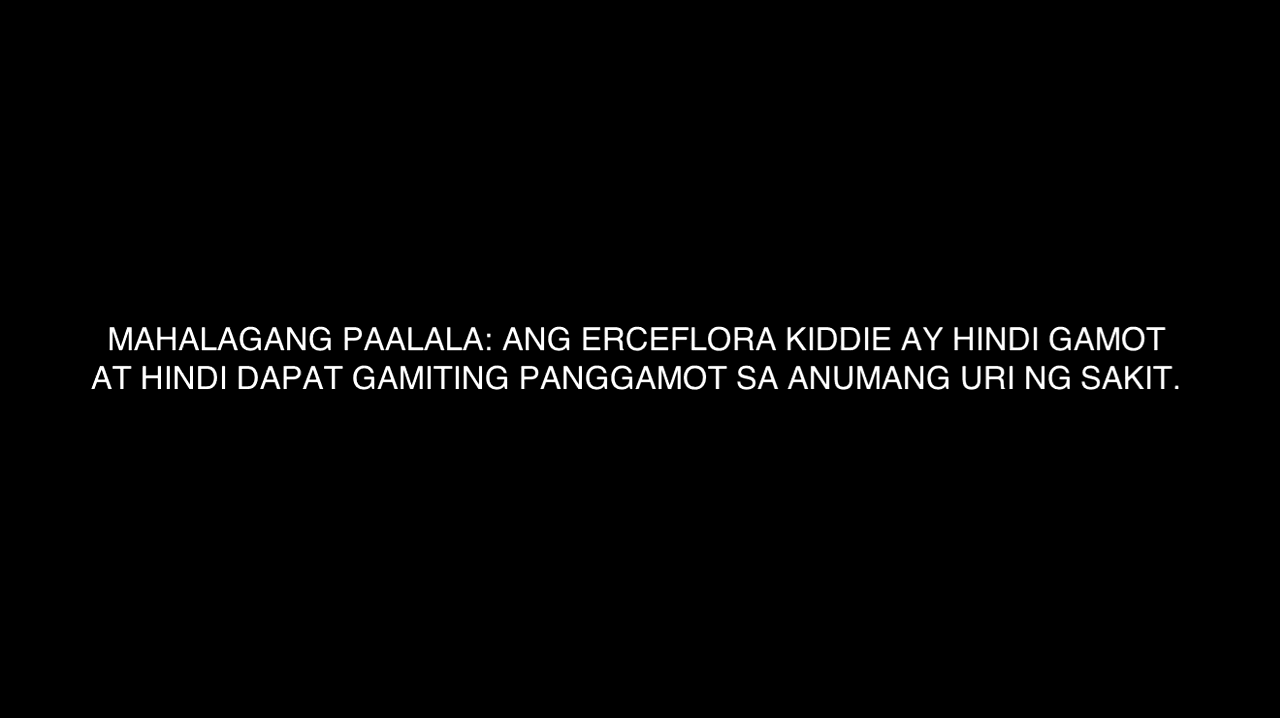 MAHALAGANG PAALALA: ANG ERCEFLORA KIDDIE AY HINDI GAMOT
AT HINDI DAPAT GAMITING PANGGAMOT SA ANUMANG URI NG SAKIT.